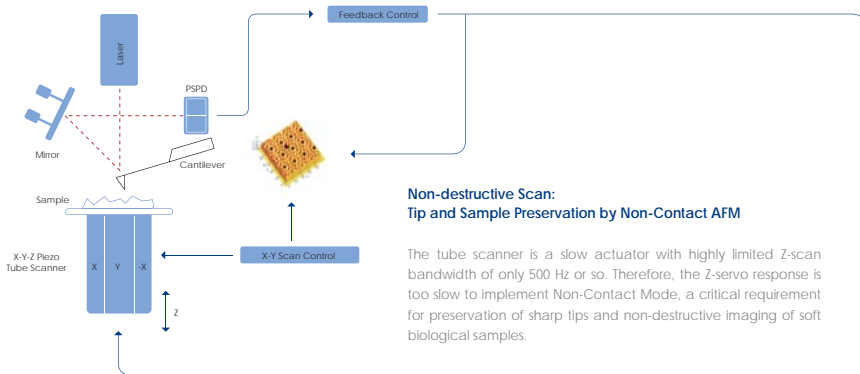 Feedback Control
Laser
PSPD
Mirror
Cantilever
Sample
X-Y-Z Piezo
Tube Scanner
X
Y
-X
X-Y Scan Control
Z
Non-destructive Scan:
Tip and Sample Preservation by Non-Contact AFM
The tube scanner is a slow actuator with highly limited Z-scan
bandwidth of only 500 Hz or so. Therefore, the Z-servo response is
too slow to implement Non-Contact Mode, a critical requirement
for preservation of sharp tips and non-destructive imaging of soft
biological samples.